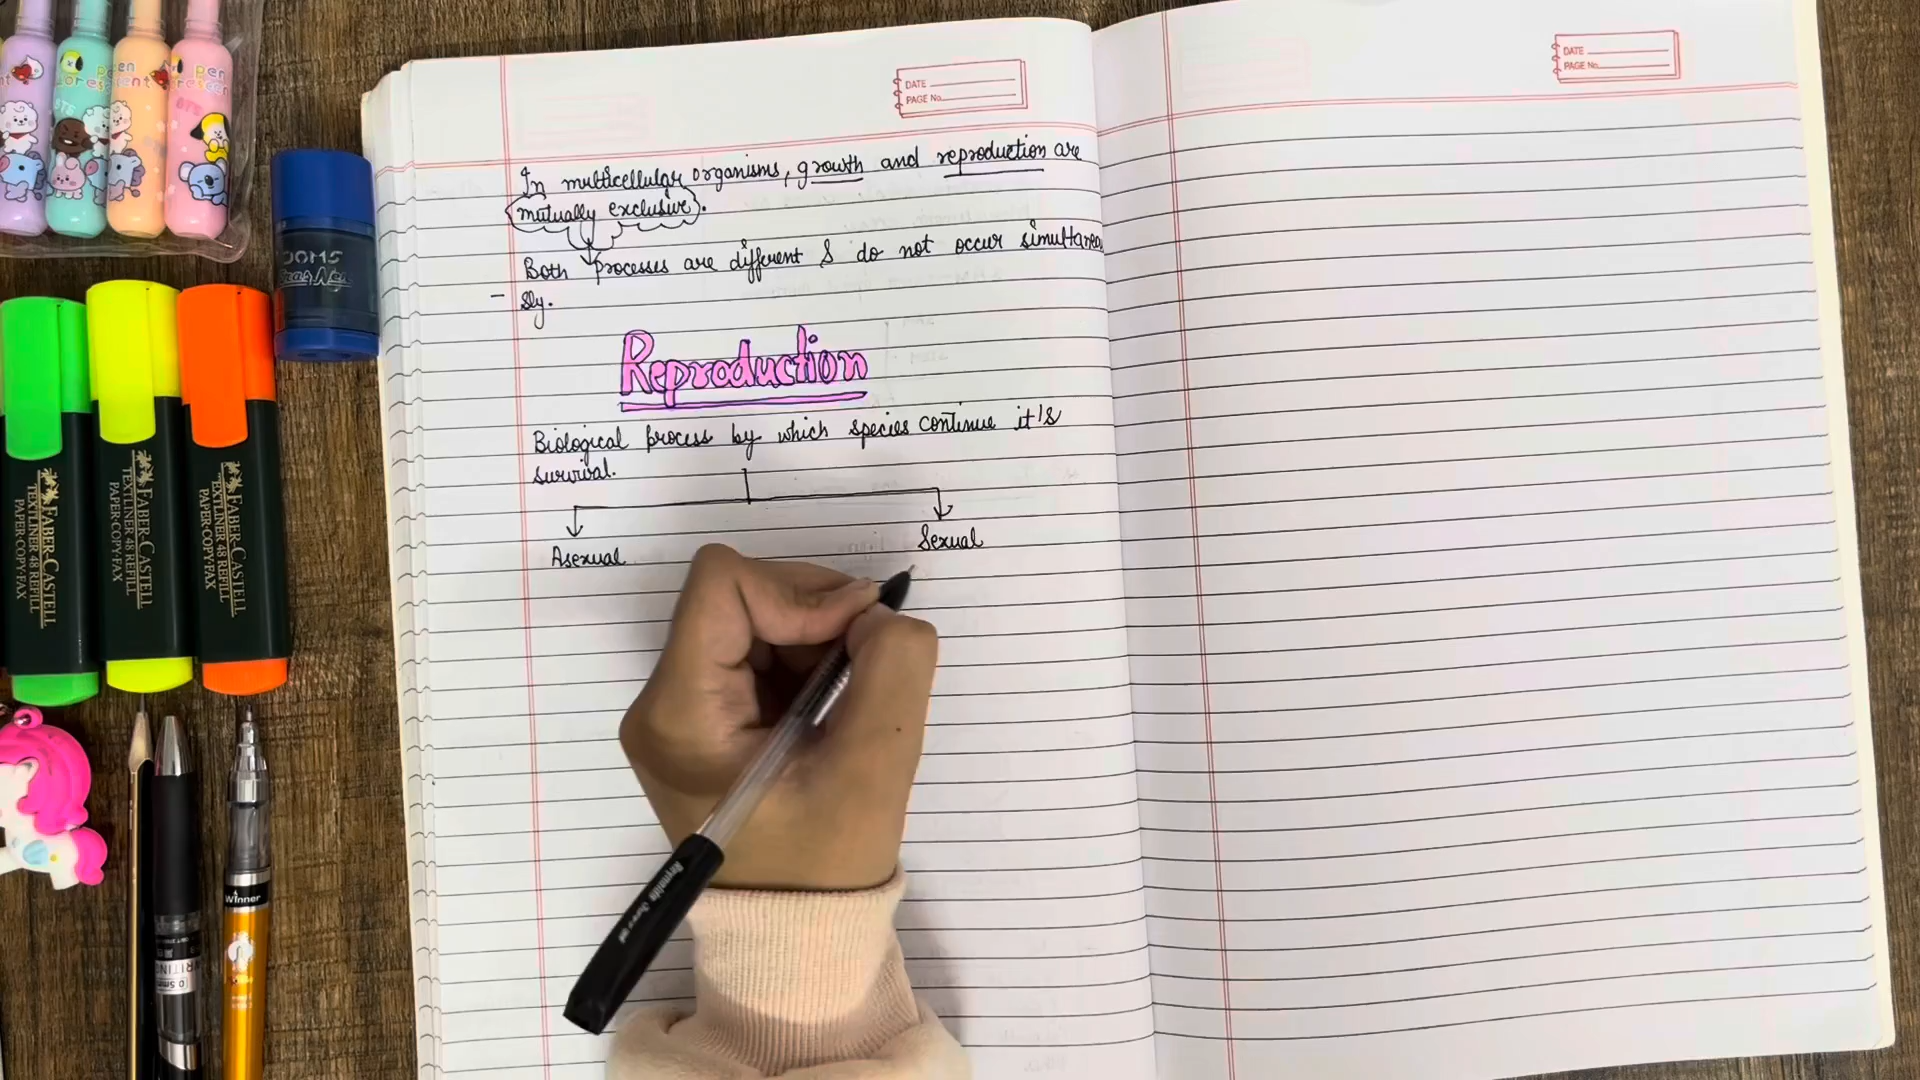 DATE
PAGE No.
DATE
PAGE No.
In multicellular organisms, growth and reproduction are
mutually exclusive.
Both processes are different & do not occur simultaneou
- sly.
Reproduction
Biological process by which species continue it's
survival.
Asexual
Sexual
FABER-CASTELL
TEXTLINER 48 REFILL
PAPER·COPY·FAX
FABER-CASTELL
TEXTLINER 48 REFILL
PAPER·COPY·FAX
FABER-CASTELL
TEXTLINER 48 REFILL
PAPER·COPY·FAX
Winner
Reynolds
0.5mm